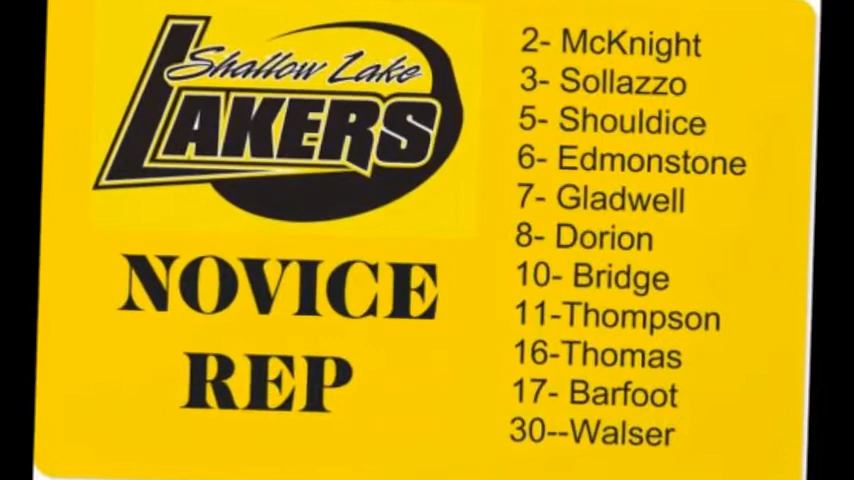 Shallow Lake
LAKERS
NOVICE
REP
2- McKnight
3- Sollazzo
5- Shouldice
6- Edmonstone
7- Gladwell
8- Dorion
10- Bridge
11-Thompson
16-Thomas
17- Barfoot
30--Walser